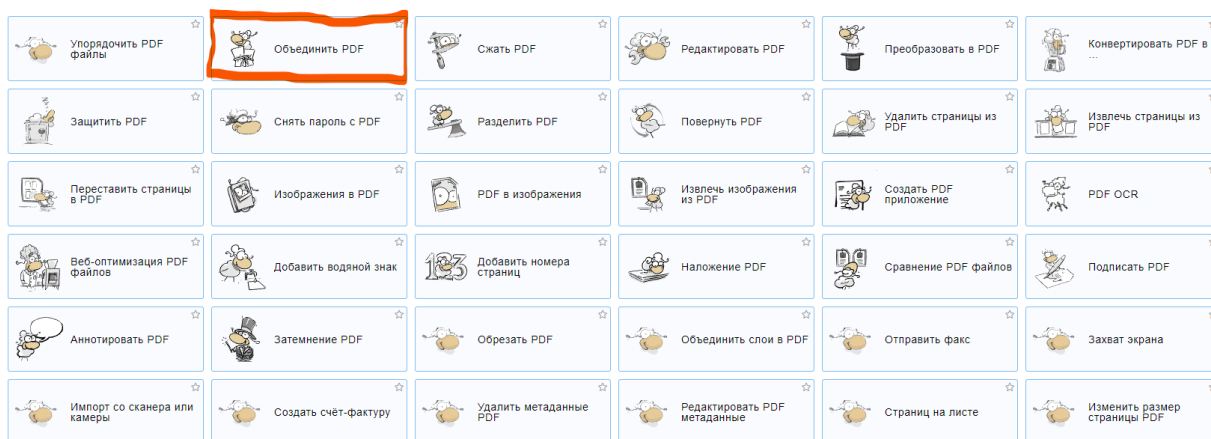 Упорядочить PDF
файлы
Объединить PDF
Сжать PDF
Редактировать PDF
Преобразовать в PDF
Конвертировать PDF в
...
Защитить PDF
Снять пароль с PDF
Разделить PDF
Повернуть PDF
Удалить страницы из
PDF
Извлечь страницы из
PDF
Переставить страницы
в PDF
Изображения в PDF
PDF в изображения
Извлечь изображения
из PDF
Создать PDF
приложение
PDF OCR
Веб-оптимизация PDF
файлов
Добавить водяной знак
123
Добавить номера
страниц
Наложение PDF
Сравнение PDF файлов
Подписать PDF
Аннотировать PDF
Затемнение PDF
Обрезать PDF
Объединить слои в PDF
Отправить факс
Захват экрана
Импорт со сканера или
камеры
Создать счёт-фактуру
Удалить метаданные
PDF
Редактировать PDF
метаданные
Страниц на листе
Изменить размер
страницы PDF